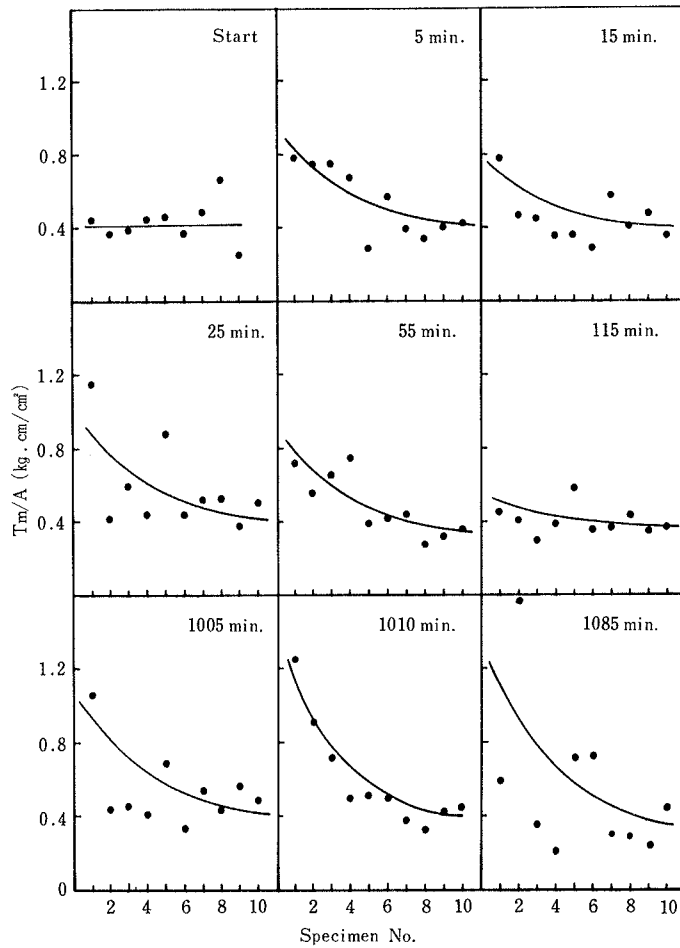 Start
5 min.
15 min.
1.2
0.8
0.4
25 min.
55 min.
115 min.
1.2
0.8
0.4
Tm/A (kg.cm/cm²)
1005 min.
1010 min.
1085 min.
1.2
0.8
0.4
0
2 4 6 8 10
2 4 6 8 10
2 4 6 8 10
Specimen No.